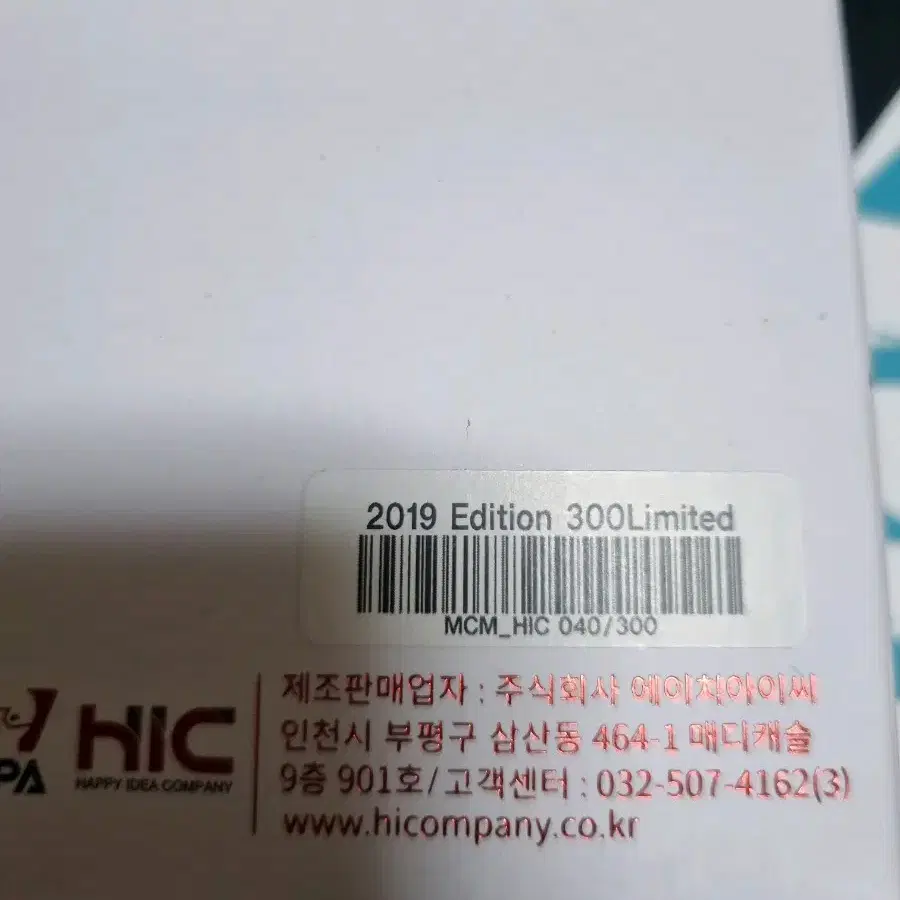 2019 Edition 300Limited
MCM_HIC 040/300
PA
HIC
HAPPY IDEA COMPANY
제조판매업자 : 주식회사 에이치아이씨
인천시 부평구 삼산동 464-1 매디캐슬
9층 901호/고객센터 : 032-507-4162(3)
www.hicompany.co.kr